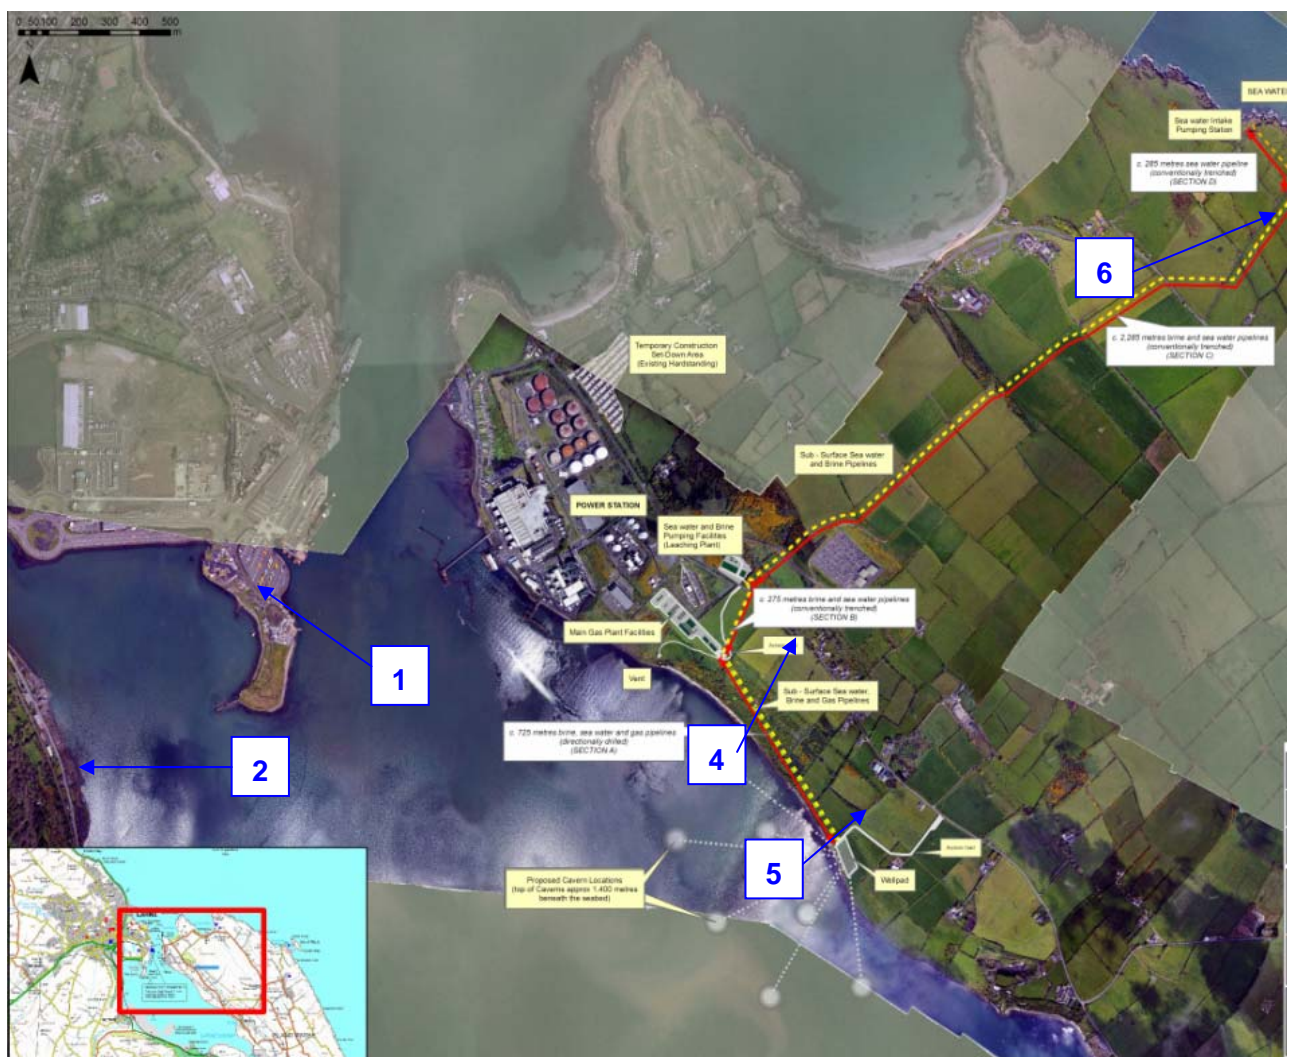 0 50 100 200 300 400 500
m
SEA WATER
Sea water Intake
Pumping Station
c. 285 metres sea water pipeline
(conventionally trenched)
(SECTION D)
6
c. 2,285 metres brine and sea water pipelines
(conventionally trenched)
(SECTION C)
Temporary Construction
Set-Down Area
(Existing Hardstanding)
Sub - Surface Sea water
and Brine Pipelines
POWER STATION
Sea water and Brine
Pumping Facilities
(Leaching Plant)
c. 275 metres brine and sea water pipelines
(conventionally trenched)
(SECTION B)
Main Gas Plant Facilities
1
Vent
Sub - Surface Sea water,
Brine and Gas Pipelines
c. 725 metres brine, sea water and gas pipelines
(directionally drilled)
(SECTION A)
4
2
5
Proposed Cavern Locations
(top of Caverns approx 1,400 metres
beneath the seabed)
Wellpad
LARNE